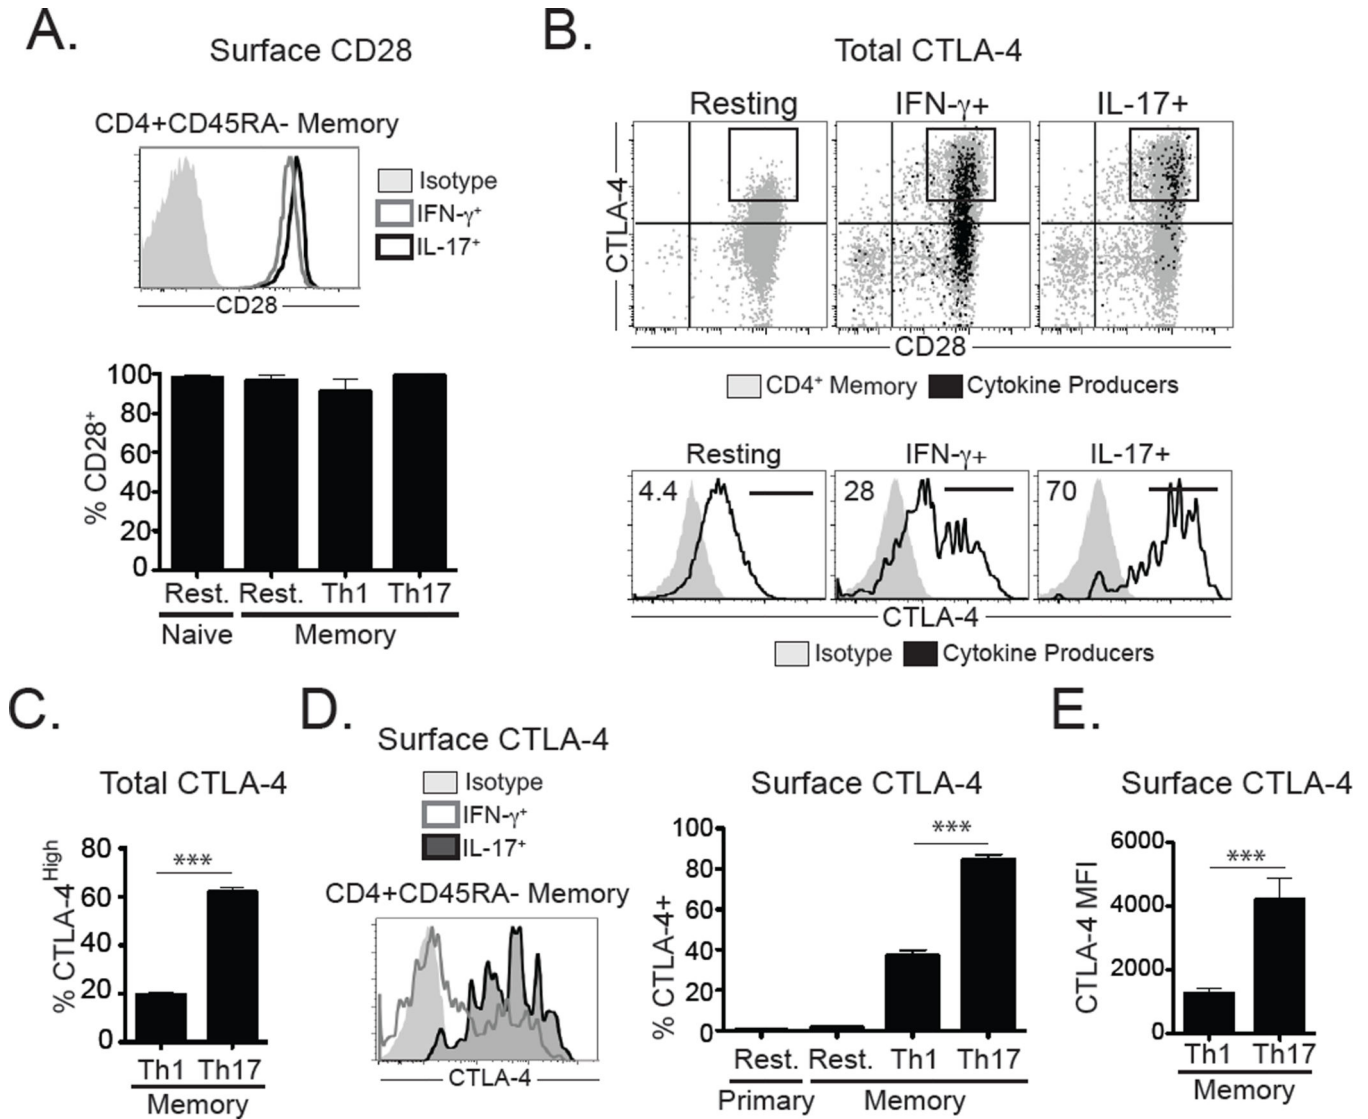 A.
Surface CD28
CD4+CD45RA- Memory
Isotype
IFN-γ⁺
IL-17⁺
CD28
% CD28⁺
100
80
60
40
20
0
Rest. Rest. Th1 Th17
Naive Memory
B.
Total CTLA-4
Resting IFN-γ+ IL-17+
CTLA-4
CD28
CD4⁺ Memory Cytokine Producers
Resting IFN-γ+ IL-17+
4.4 28 70
CTLA-4
Isotype Cytokine Producers
C.
Total CTLA-4
% CTLA-4ᴴⁱᵍʰ
80
60
40
20
0
***
Th1 Th17
Memory
D.
Surface CTLA-4
Isotype
IFN-γ⁺
IL-17⁺
CD4+CD45RA- Memory
CTLA-4
Surface CTLA-4
% CTLA-4+
100
80
60
40
20
0
***
Rest. Rest. Th1 Th17
Primary Memory
E.
Surface CTLA-4
CTLA-4 MFI
6000
4000
2000
0
***
Th1 Th17
Memory